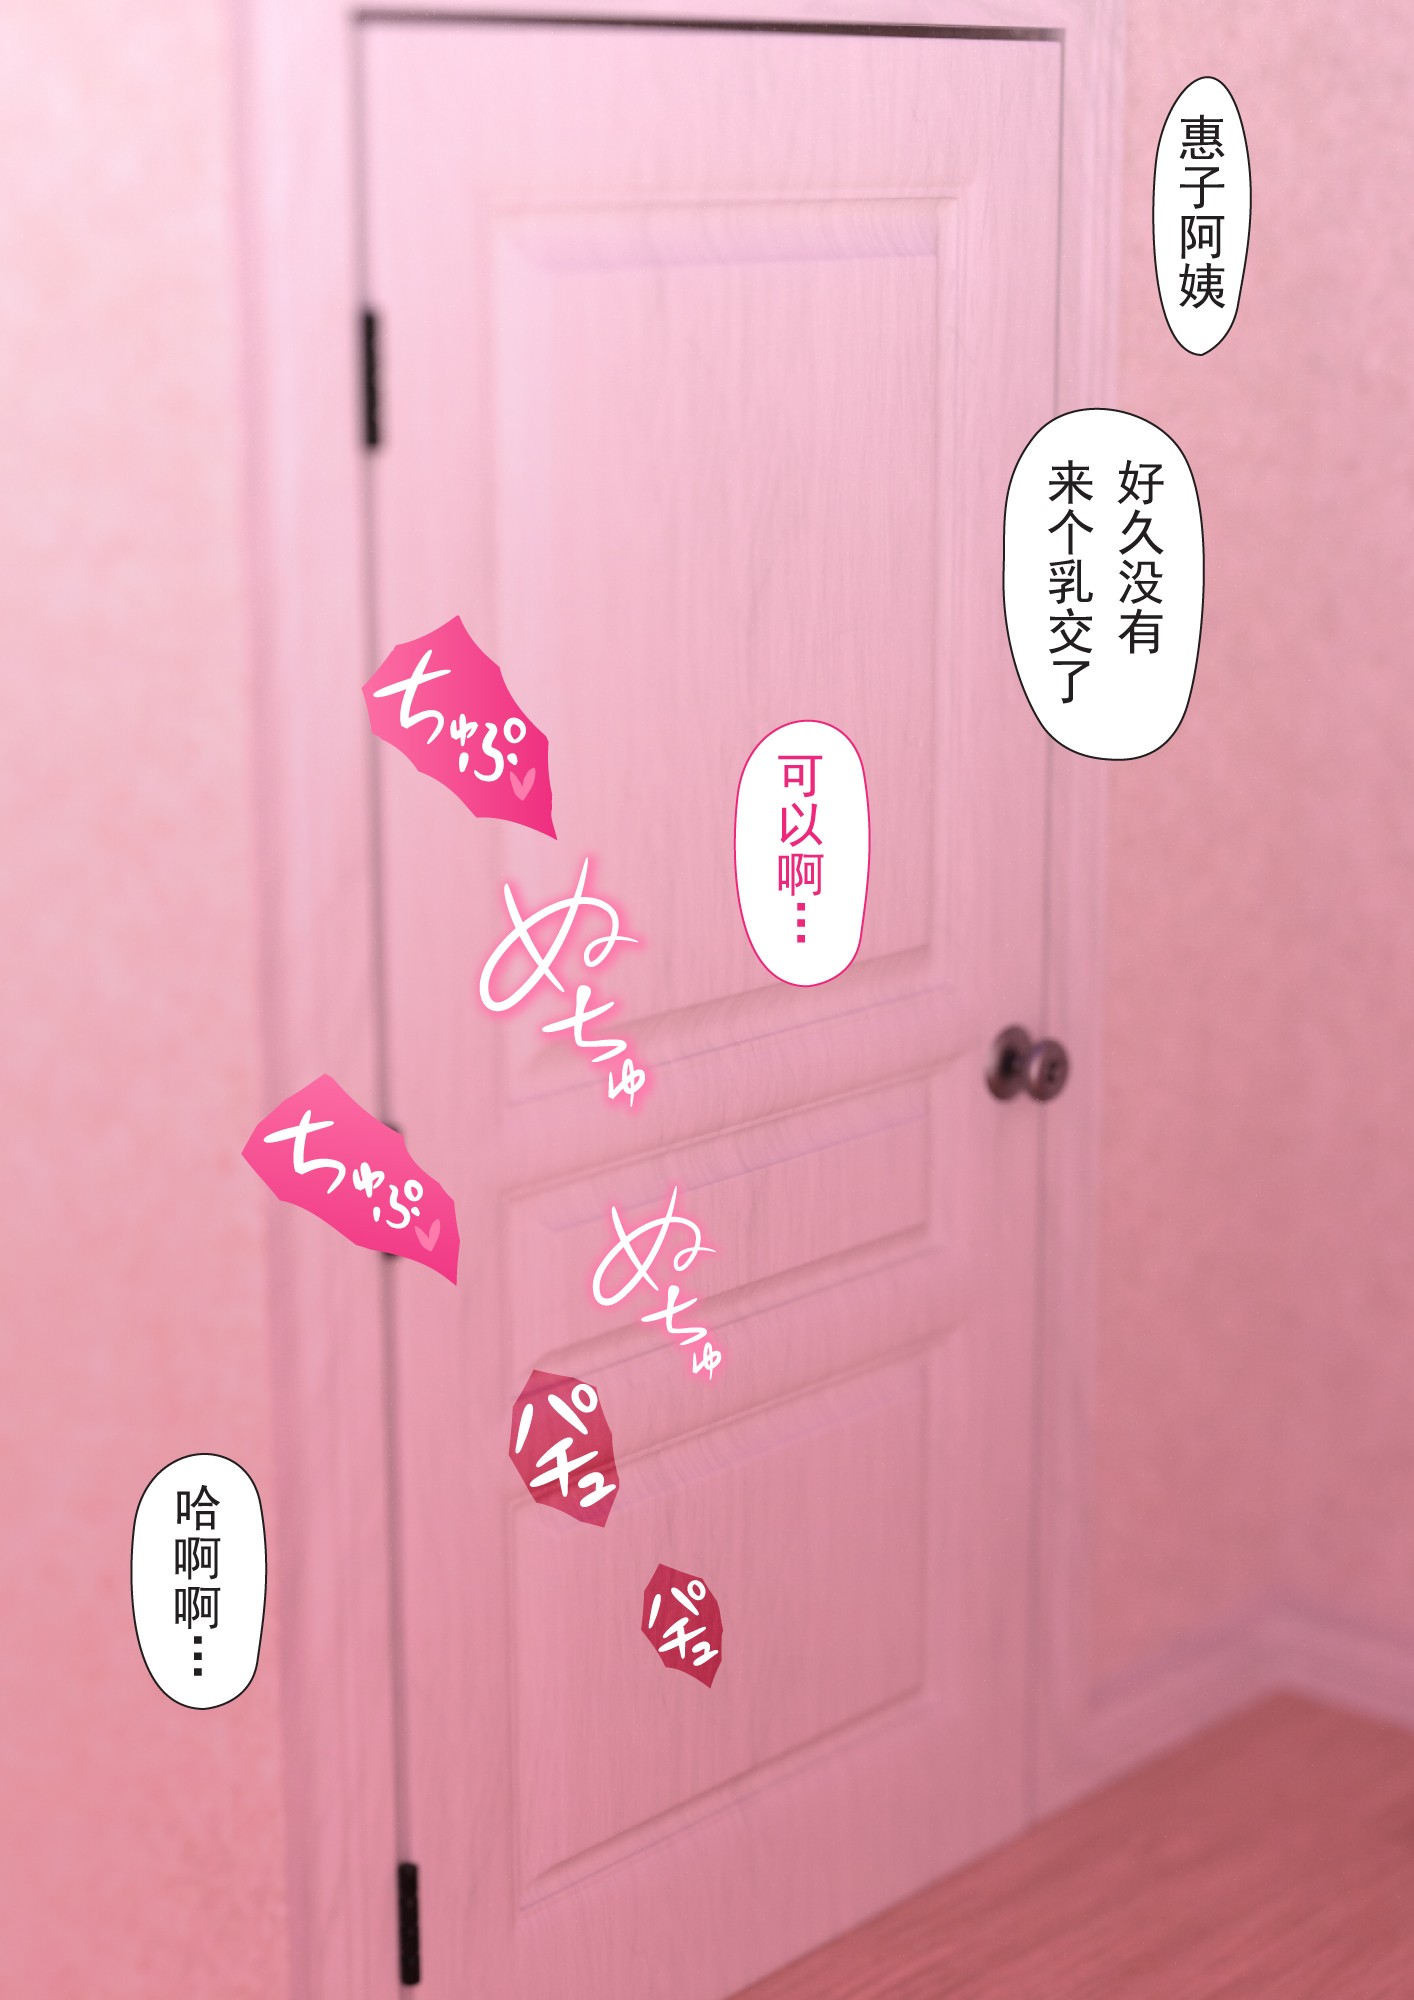 惠子阿姨
好久没有
来个乳交了
可以啊…
ちゅぷ♥
ぬちゅ
ちゅぷ♥
ぬちゅ
パチュ
パチュ
哈啊啊…